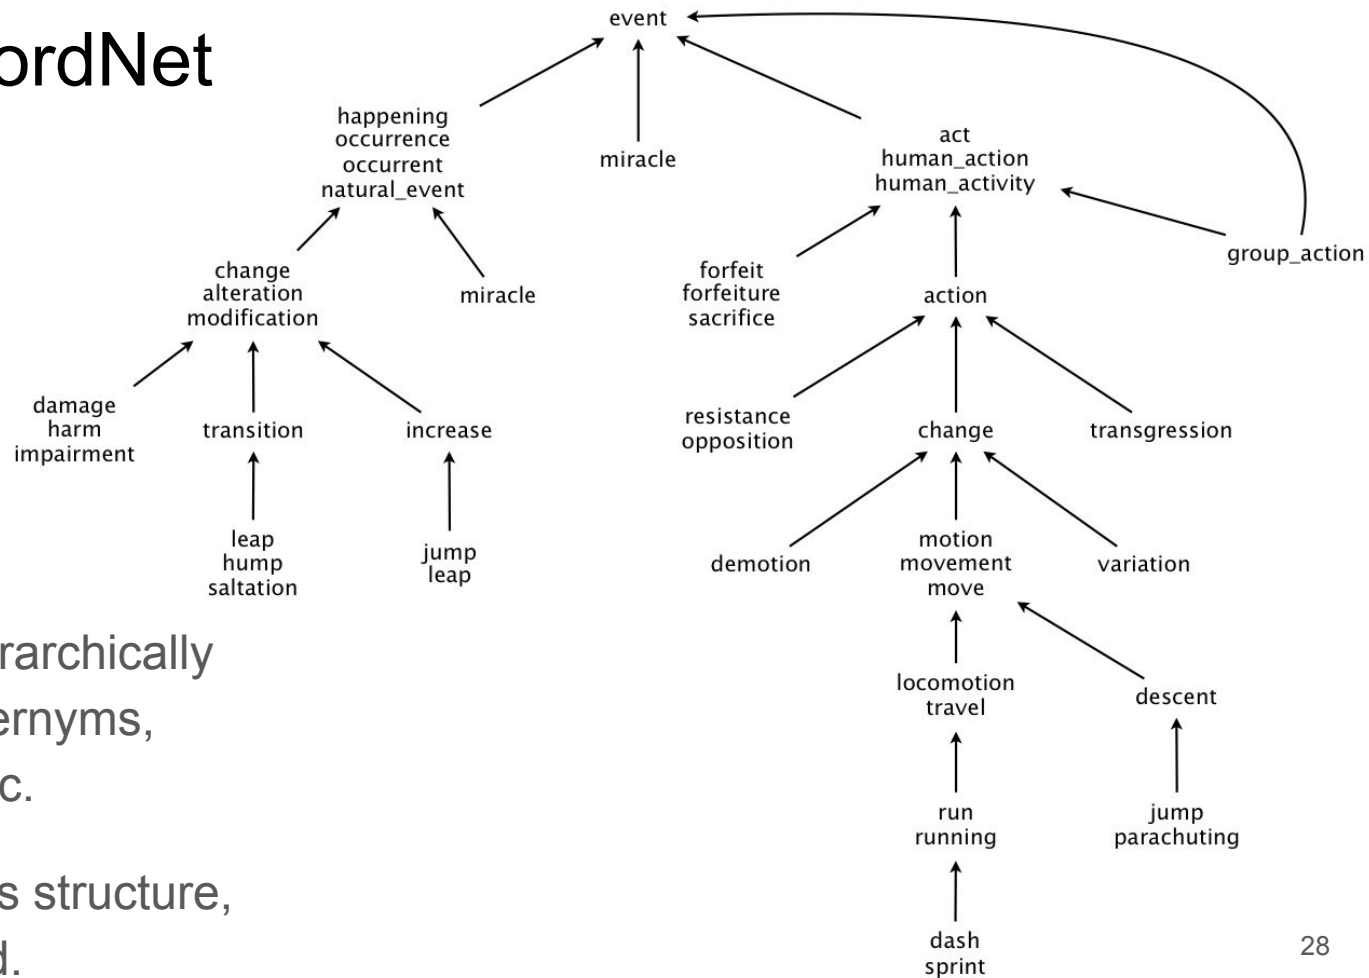 ordNet
event
happening
occurrence
occurrent
natural_event
miracle
act
human_action
human_activity
group_action
change
alteration
modification
miracle
forfeit
forfeiture
sacrifice
action
damage
harm
impairment
transition
increase
resistance
opposition
change
transgression
leap
hump
saltation
jump
leap
demotion
motion
movement
move
variation
locomotion
travel
descent
run
running
jump
parachuting
dash
sprint
rarchically
ernyms,
c.
s structure,
d.
28